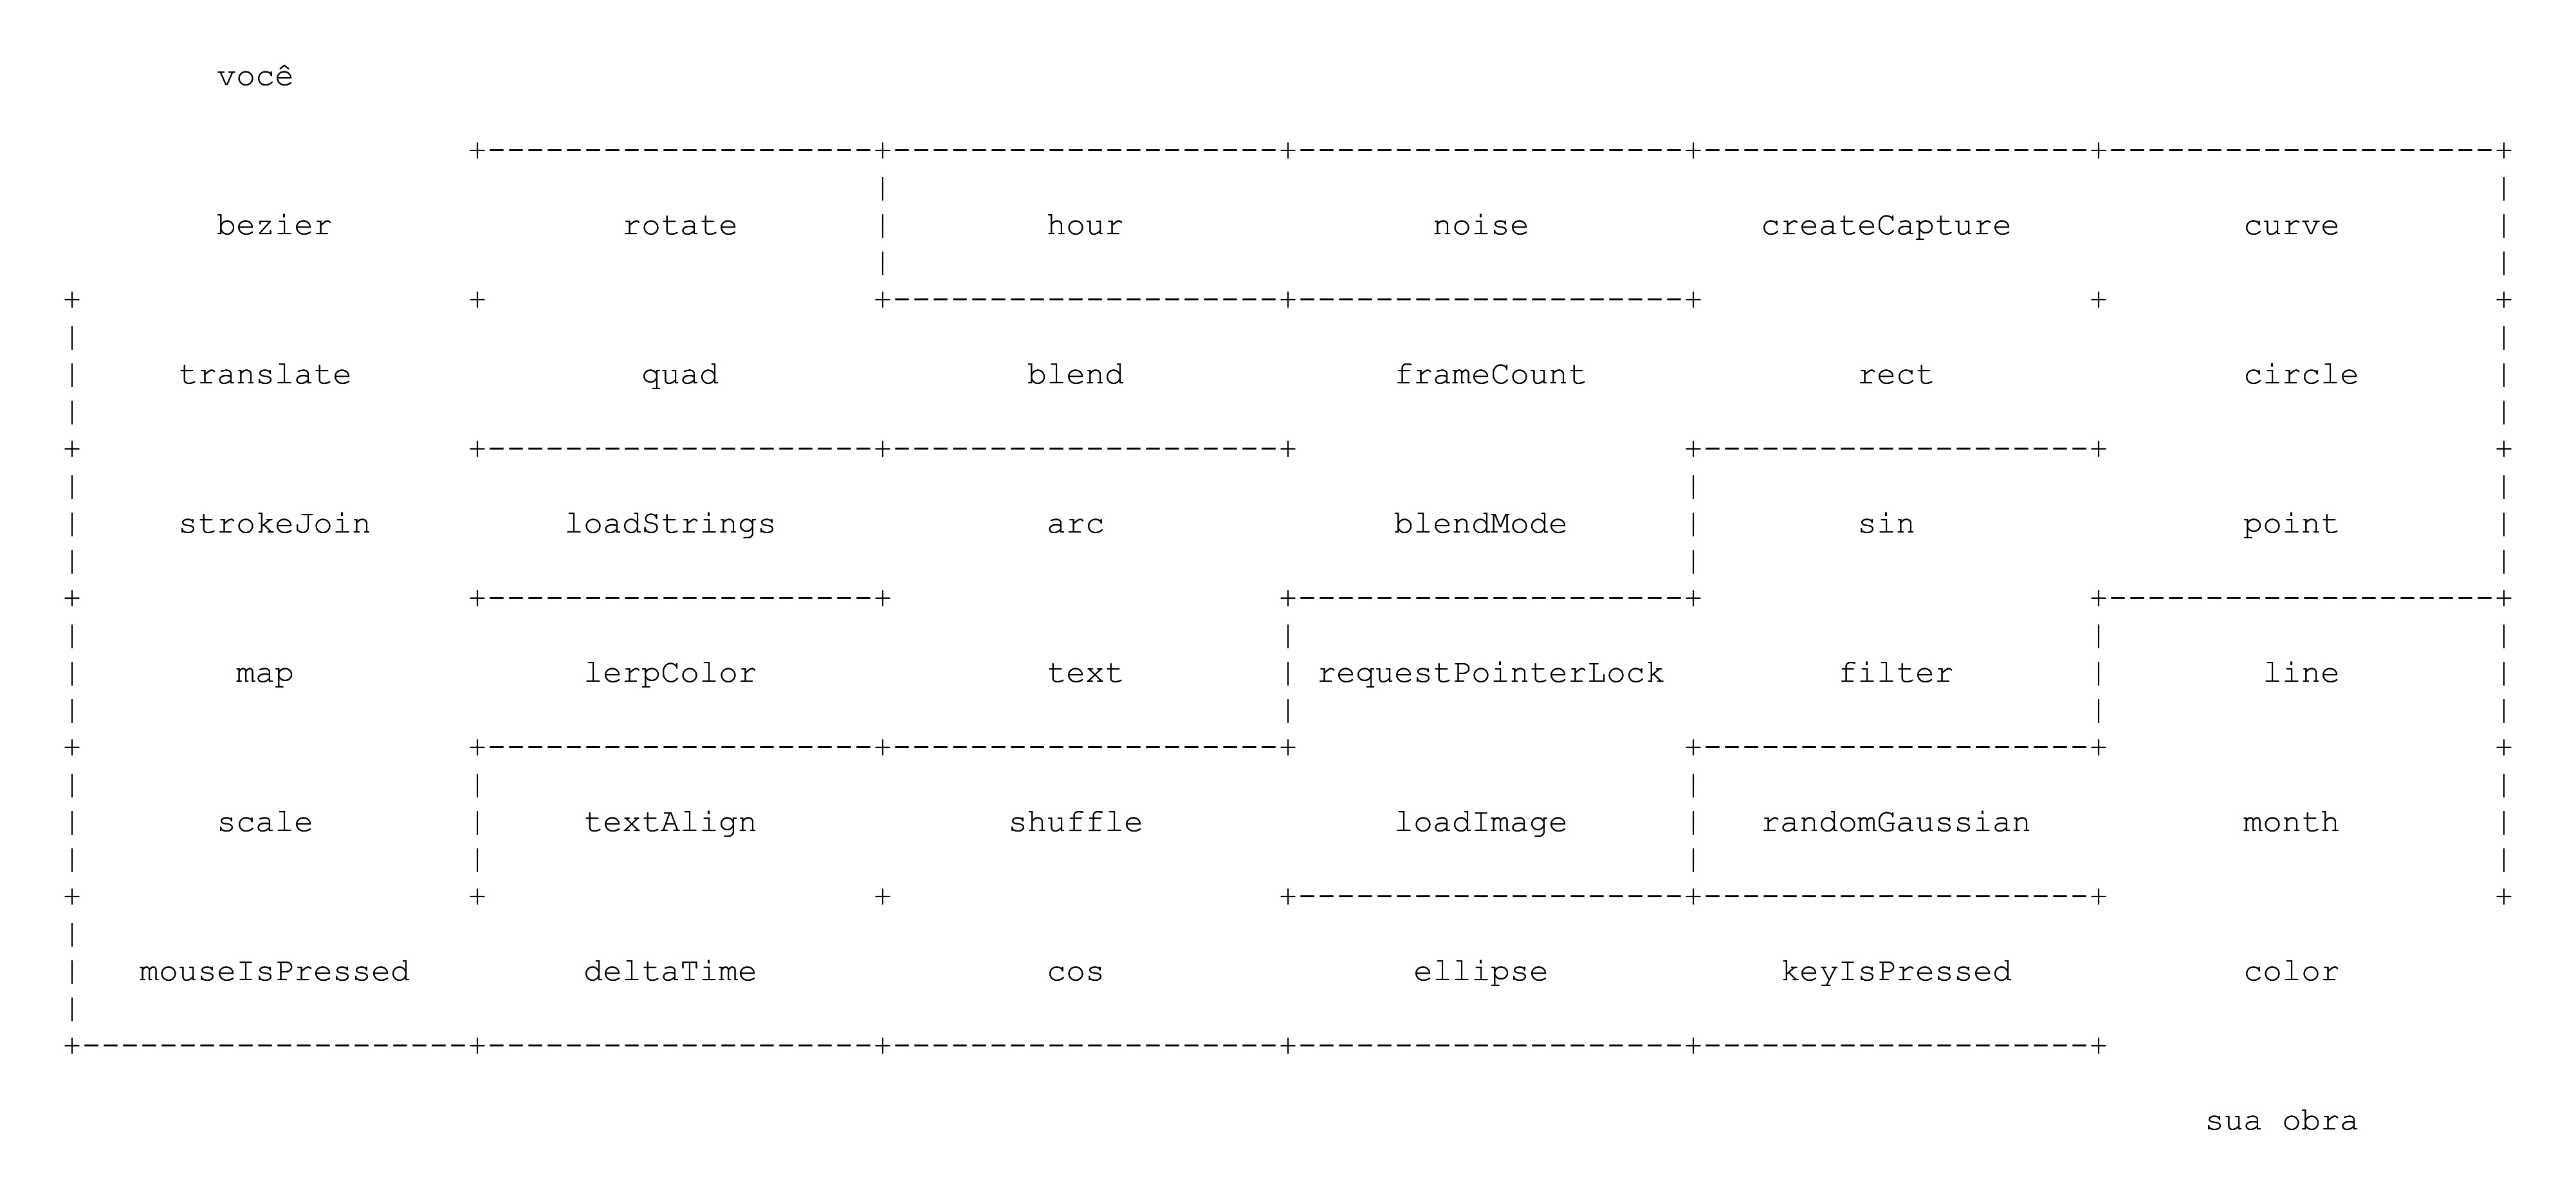 você
bezier rotate hour noise createCapture curve
translate quad blend frameCount rect circle
strokeJoin loadStrings arc blendMode sin point
map lerpColor text requestPointerLock filter line
scale textAlign shuffle loadImage randomGaussian month
mouseIsPressed deltaTime cos ellipse keyIsPressed color
sua obra